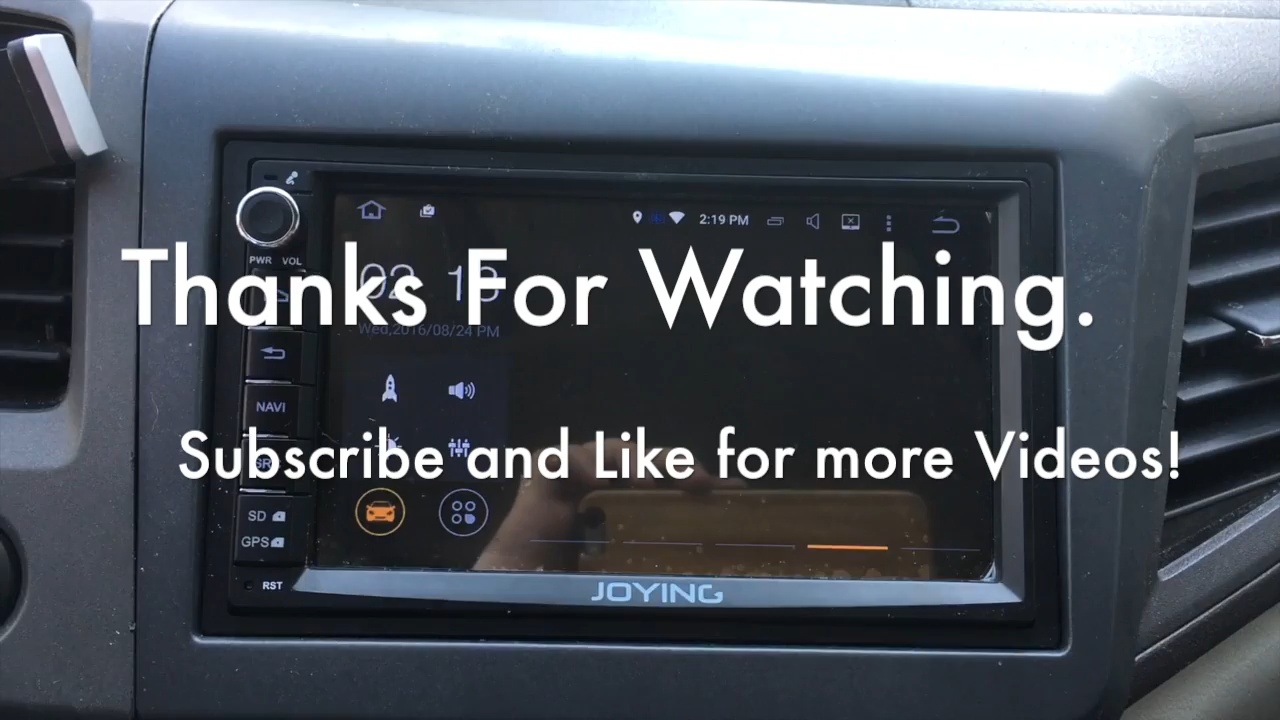 2:19 PM
PWR VOL
Thanks For Watching.
Wed,2016/08/24 PM
NAVI
Subscribe and Like for more Videos!
SD
GPS
RST
JOYING